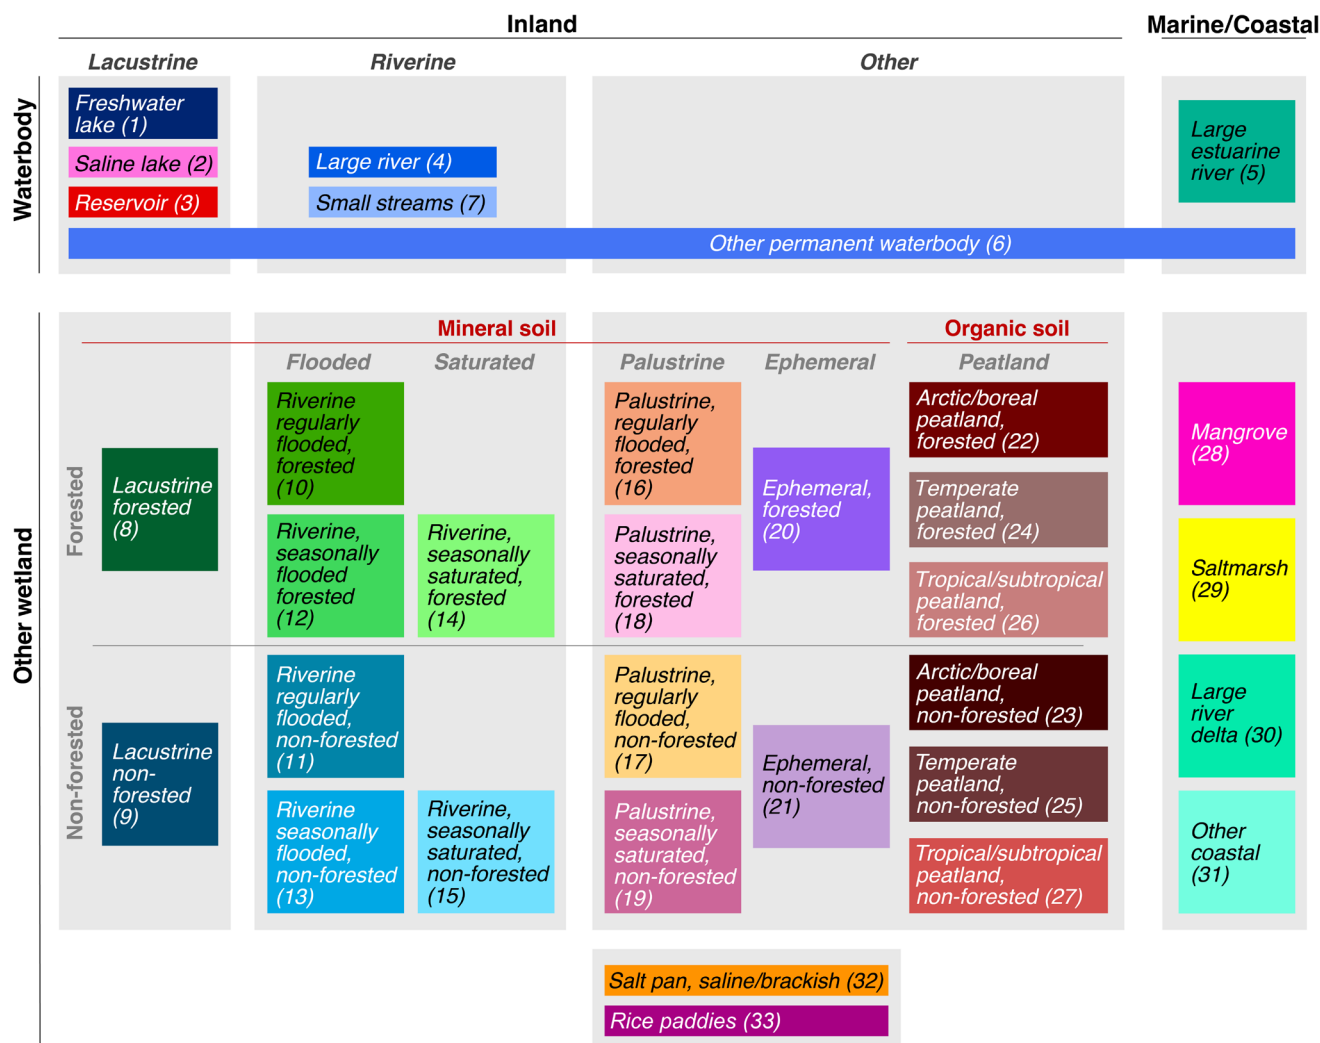 Inland
Marine/Coastal
Lacustrine
Riverine
Other
Waterbody
Freshwater
lake (1)
Saline lake (2)
Reservoir (3)
Large river (4)
Small streams (7)
Large
estuarine
river (5)
Other permanent waterbody (6)
Other wetland
Mineral soil
Organic soil
Flooded
Saturated
Palustrine
Ephemeral
Peatland
Forested
Lacustrine
forested
(8)
Riverine
regularly
flooded,
forested
(10)
Riverine,
seasonally
flooded
forested
(12)
Riverine,
seasonally
saturated,
forested
(14)
Palustrine,
regularly
flooded,
forested
(16)
Palustrine,
seasonally
saturated,
forested
(18)
Ephemeral,
forested
(20)
Arctic/boreal
peatland,
forested (22)
Temperate
peatland,
forested (24)
Tropical/subtropical
peatland,
forested (26)
Mangrove
(28)
Saltmarsh
(29)
Non-forested
Lacustrine
non-
forested
(9)
Riverine
regularly
flooded,
non-forested
(11)
Riverine
seasonally
flooded,
non-forested
(13)
Riverine,
seasonally
saturated,
non-forested
(15)
Palustrine,
regularly
flooded,
non-forested
(17)
Palustrine,
seasonally
saturated,
non-forested
(19)
Ephemeral,
non-forested
(21)
Arctic/boreal
peatland,
non-forested (23)
Temperate
peatland,
non-forested (25)
Tropical/subtropical
peatland,
non-forested (27)
Large
river
delta (30)
Other
coastal
(31)
Salt pan, saline/brackish (32)
Rice paddies (33)